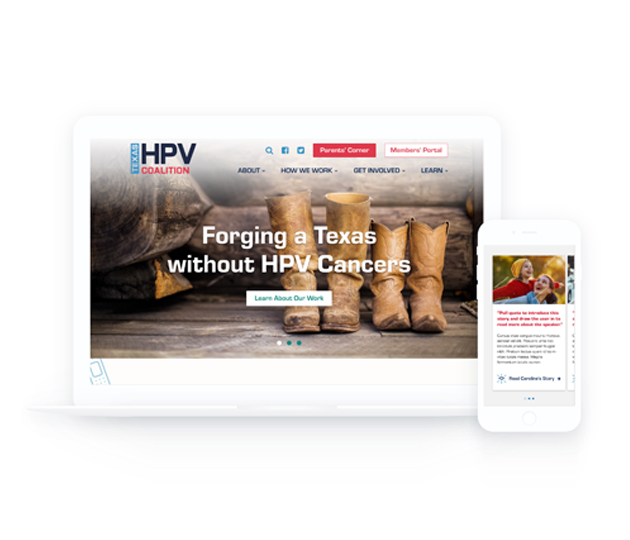 TEXAS
HPV
COALITION
Parents' Corner
Members' Portal
ABOUT
HOW WE WORK
GET INVOLVED
LEARN
Forging a Texas
without HPV Cancers
Learn About Our Work
"Pull quote to introduce this
story and draw the user in to
read more about the speaker"
Read Caroline's Story